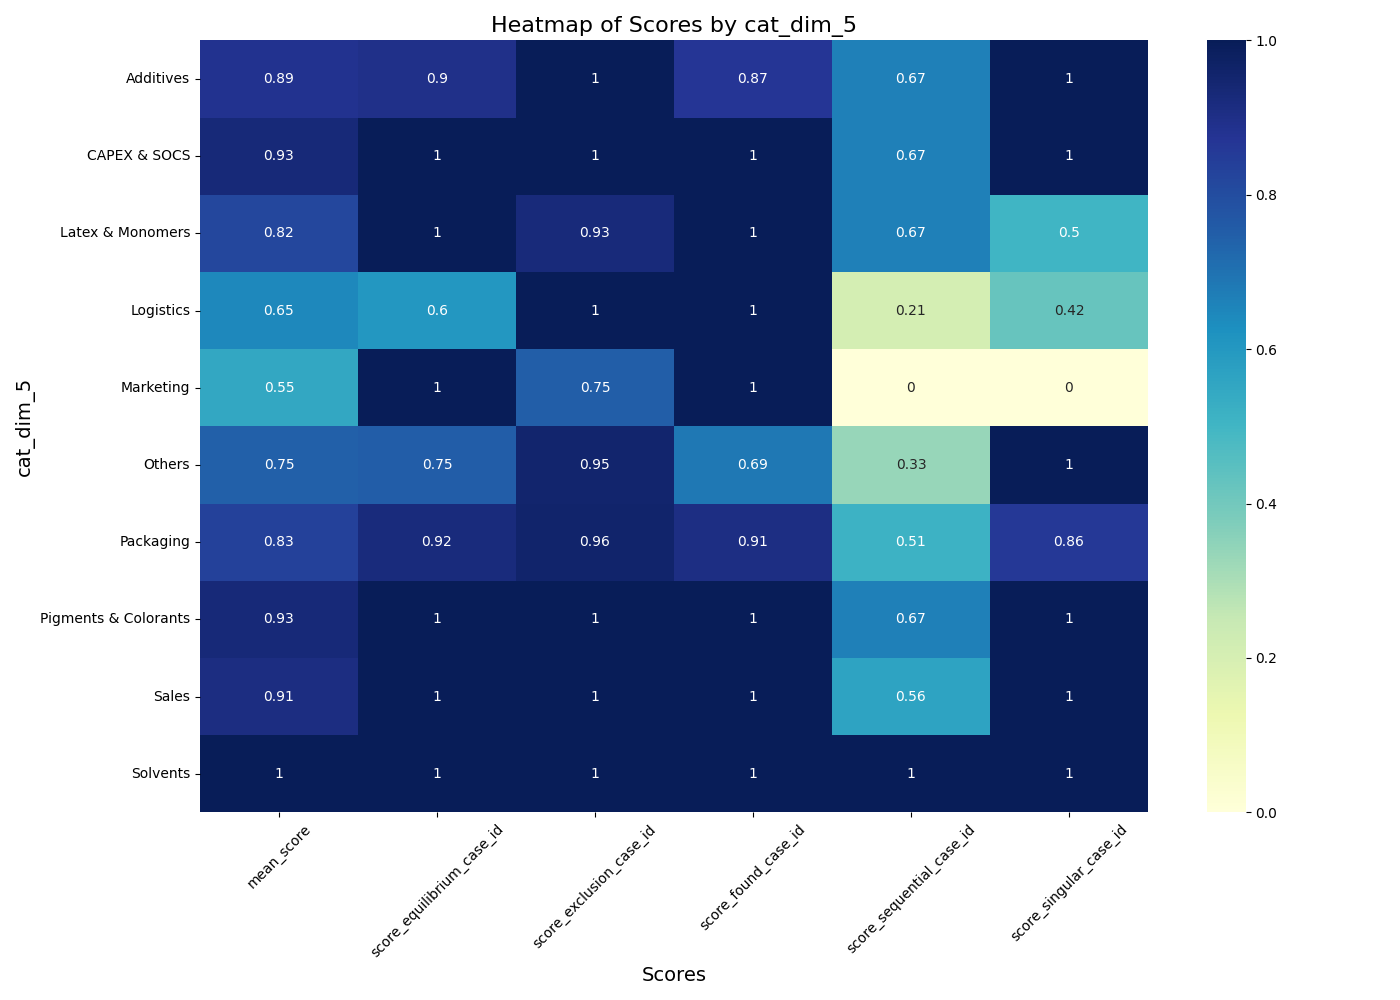 Heatmap of Scores by cat_dim_5
cat_dim_5
Additives 0.89 0.9 1 0.87 0.67 1
CAPEX & SOCS 0.93 1 1 1 0.67 1
Latex & Monomers 0.82 1 0.93 1 0.67 0.5
Logistics 0.65 0.6 1 1 0.21 0.42
Marketing 0.55 1 0.75 1 0 0
Others 0.75 0.75 0.95 0.69 0.33 1
Packaging 0.83 0.92 0.96 0.91 0.51 0.86
Pigments & Colorants 0.93 1 1 1 0.67 1
Sales 0.91 1 1 1 0.56 1
Solvents 1 1 1 1 1 1
mean_score score_equilibrium_case_id score_exclusion_case_id score_found_case_id score_sequential_case_id score_singular_case_id
Scores
1.0
0.8
0.6
0.4
0.2
0.0